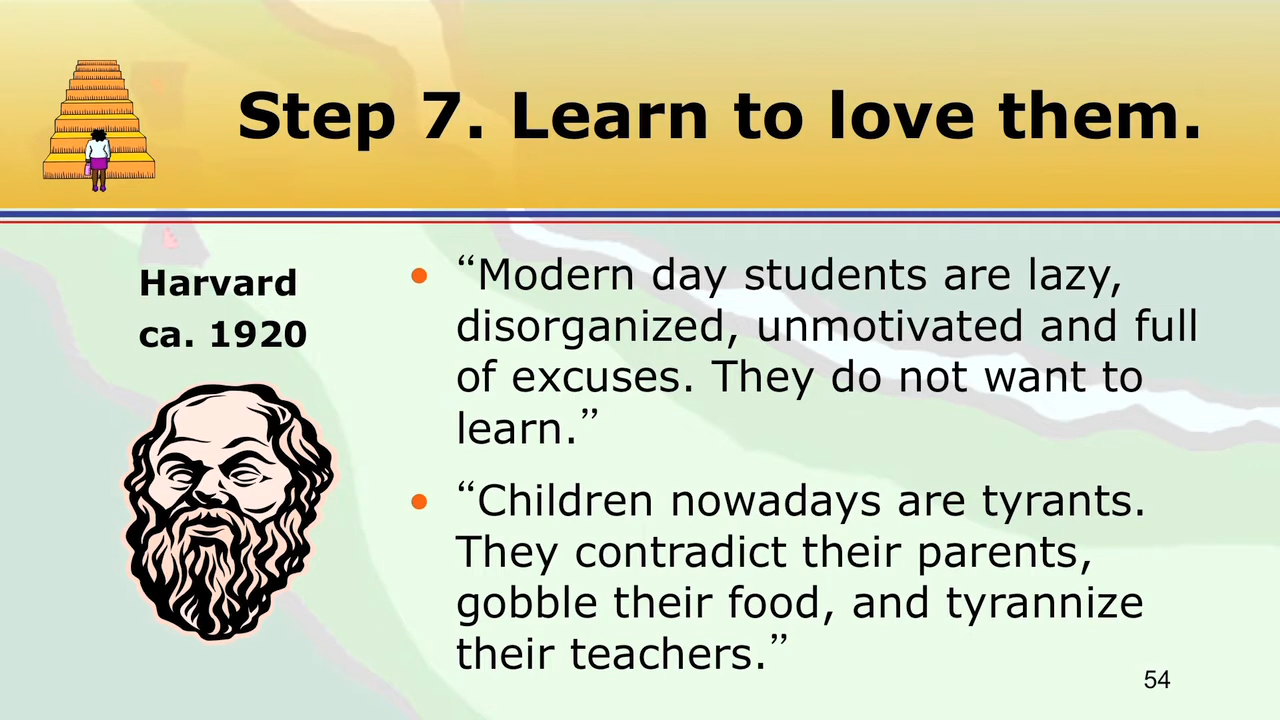 Step 7. Learn to love them.
Harvard
ca. 1920
• “Modern day students are lazy,
disorganized, unmotivated and full
of excuses. They do not want to
learn.”
• “Children nowadays are tyrants.
They contradict their parents,
gobble their food, and tyrannize
their teachers.”
54